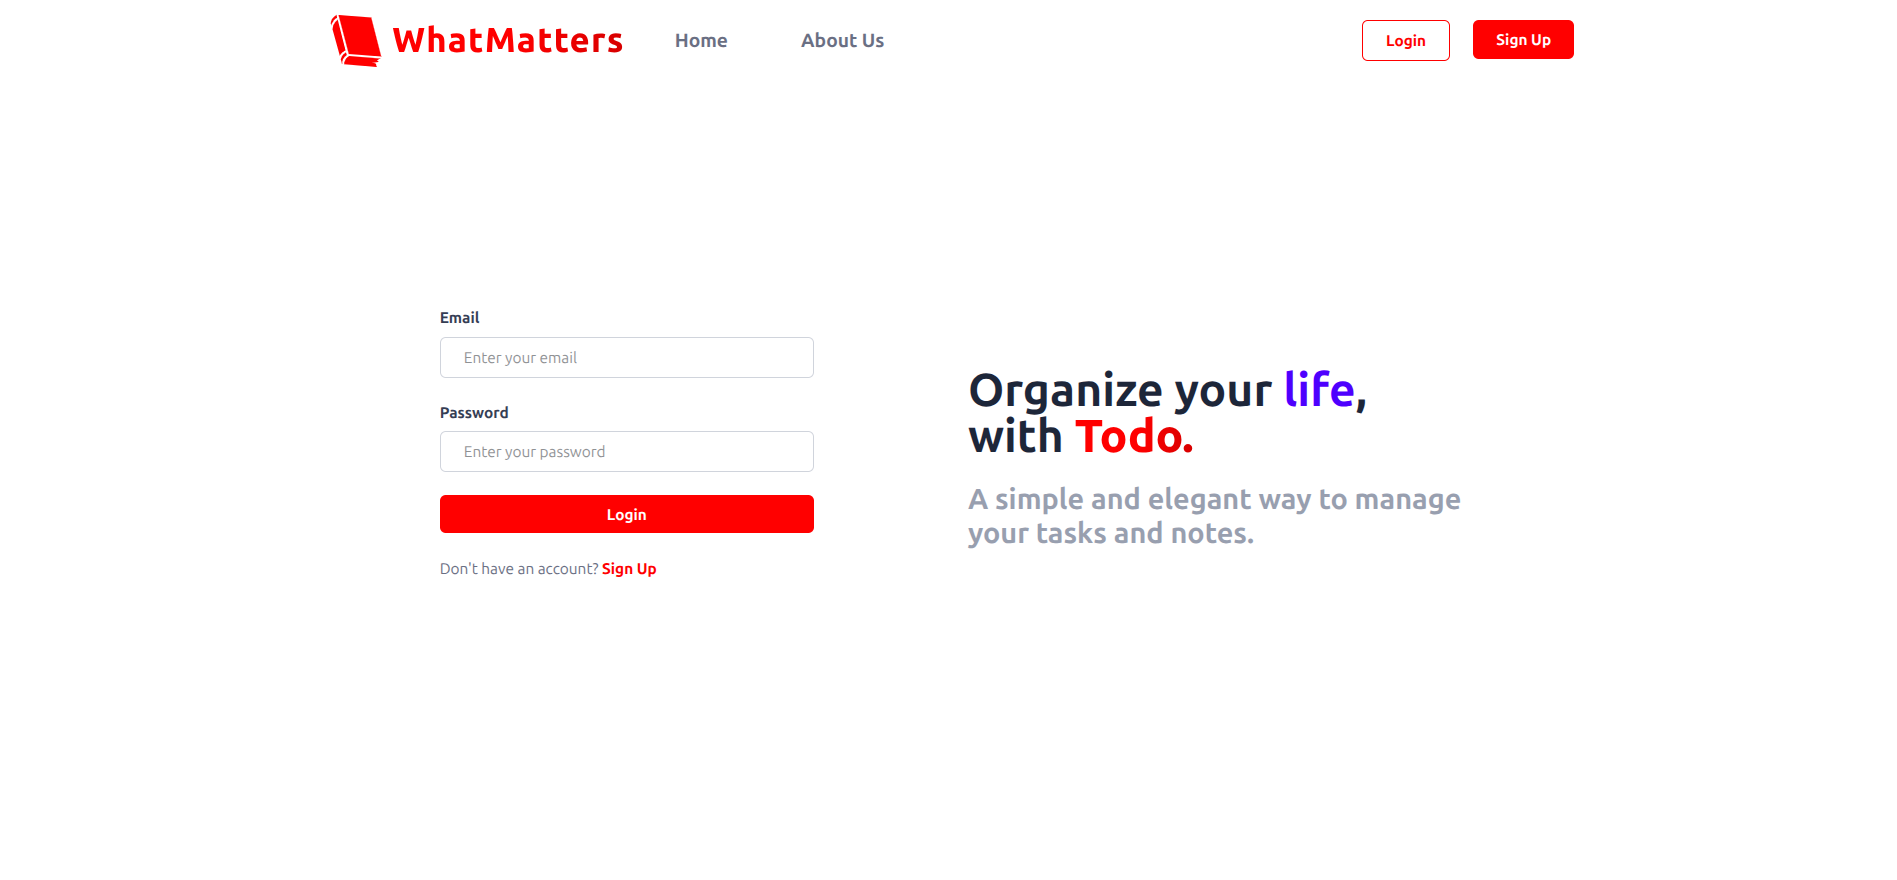 WhatMatters Home About Us Login Sign Up
Email
Enter your email
Password
Enter your password
Login
Don't have an account? Sign Up
Organize your life,
with Todo.
A simple and elegant way to manage
your tasks and notes.